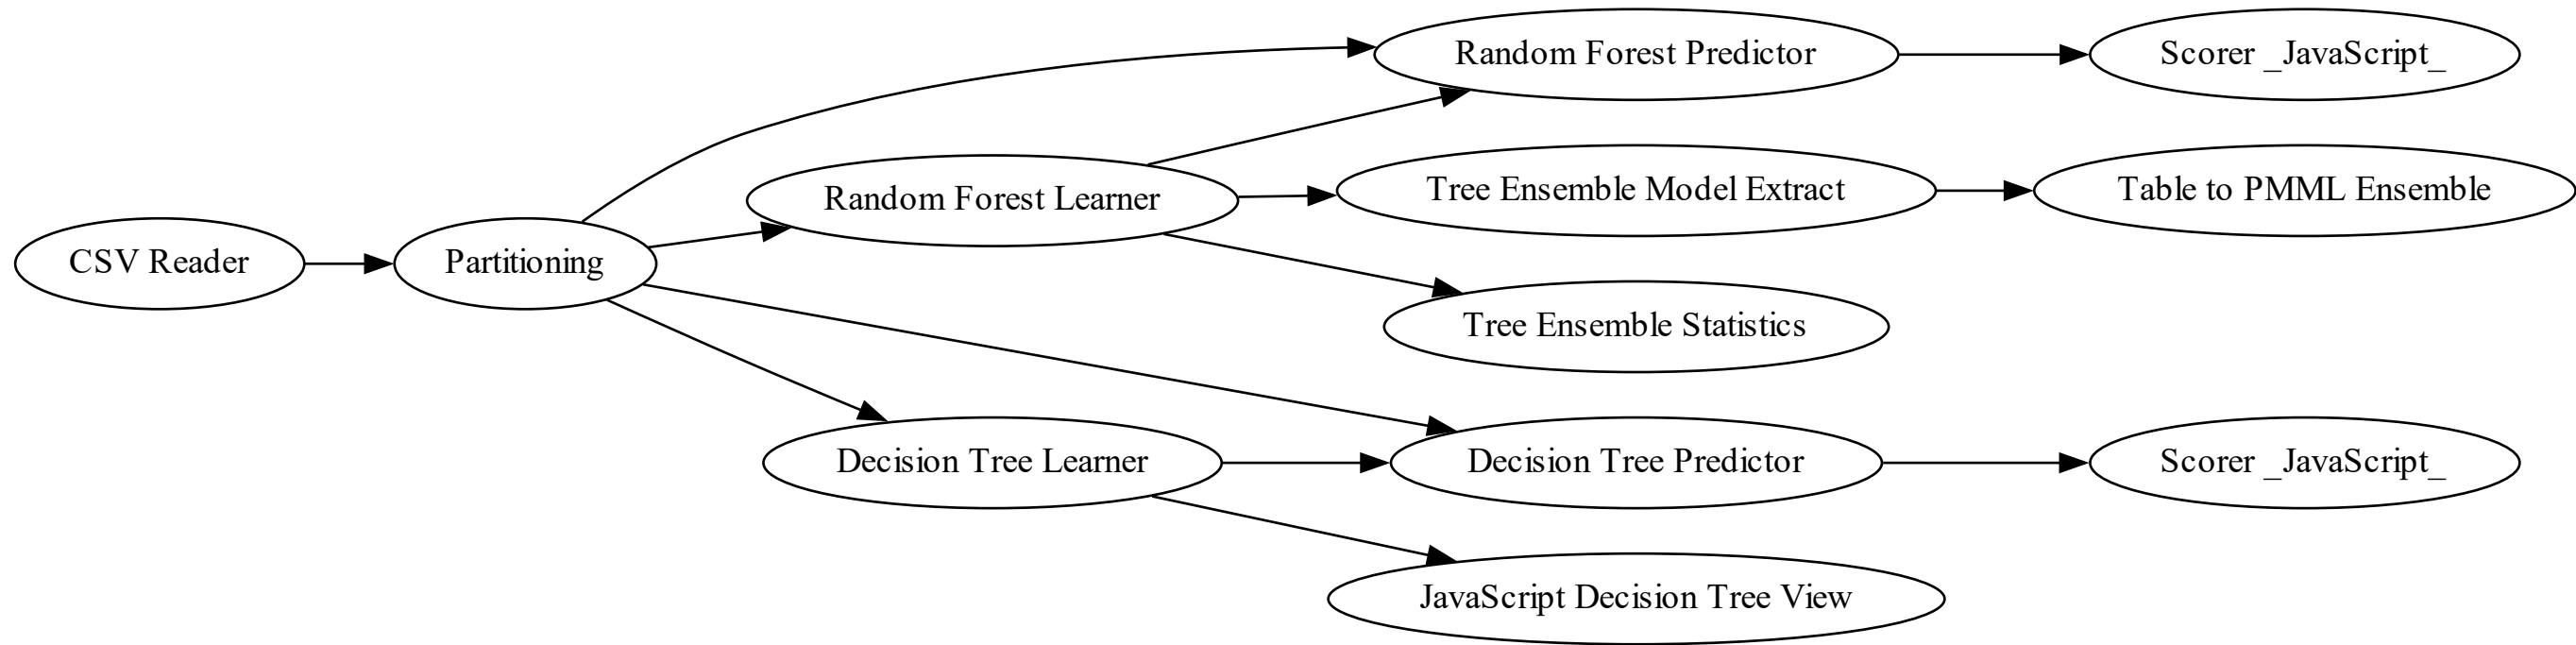 CSV Reader
Partitioning
Random Forest Learner
Decision Tree Learner
Random Forest Predictor
Tree Ensemble Model Extract
Tree Ensemble Statistics
Decision Tree Predictor
JavaScript Decision Tree View
Scorer _JavaScript_
Table to PMML Ensemble
Scorer _JavaScript_